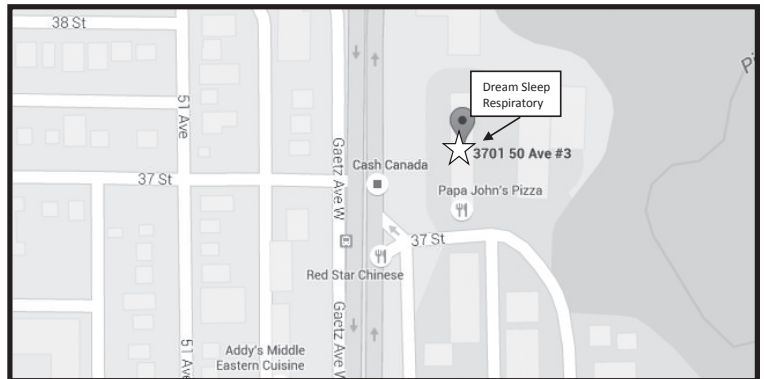 38 St
Pi
Dream Sleep
Respiratory
51 Ave
3701 50 Ave #3
Gaetz Ave W
Cash Canada
37 St
Papa John's Pizza
37 St
Red Star Chinese
Gaetz Ave W
51 Ave
Addy's Middle
Eastern Cuisine